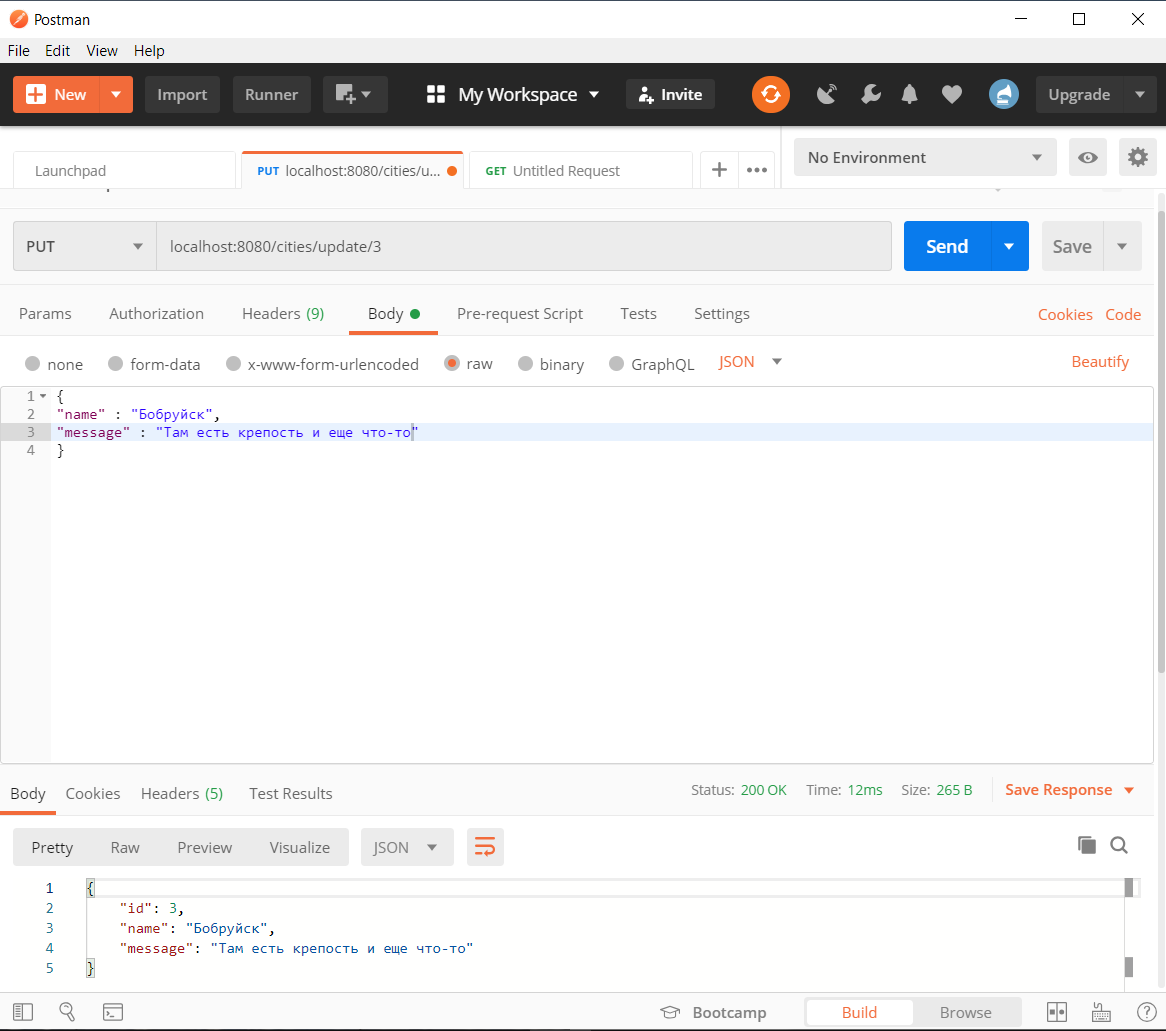 Postman
File Edit View Help
New Import Runner My Workspace Invite Upgrade
Launchpad PUT localhost:8080/cities/u... GET Untitled Request No Environment
PUT localhost:8080/cities/update/3 Send Save
Params Authorization Headers (9) Body Pre-request Script Tests Settings Cookies Code
none form-data x-www-form-urlencoded raw binary GraphQL JSON Beautify
1 {
2 "name" : "Бобруйск",
3 "message" : "Там есть крепость и еще что-то"
4 }
Body Cookies Headers (5) Test Results Status: 200 OK Time: 12ms Size: 265 B Save Response
Pretty Raw Preview Visualize JSON
1 {
2 "id": 3,
3 "name": "Бобруйск",
4 "message": "Там есть крепость и еще что-то"
5 }
Bootcamp Build Browse